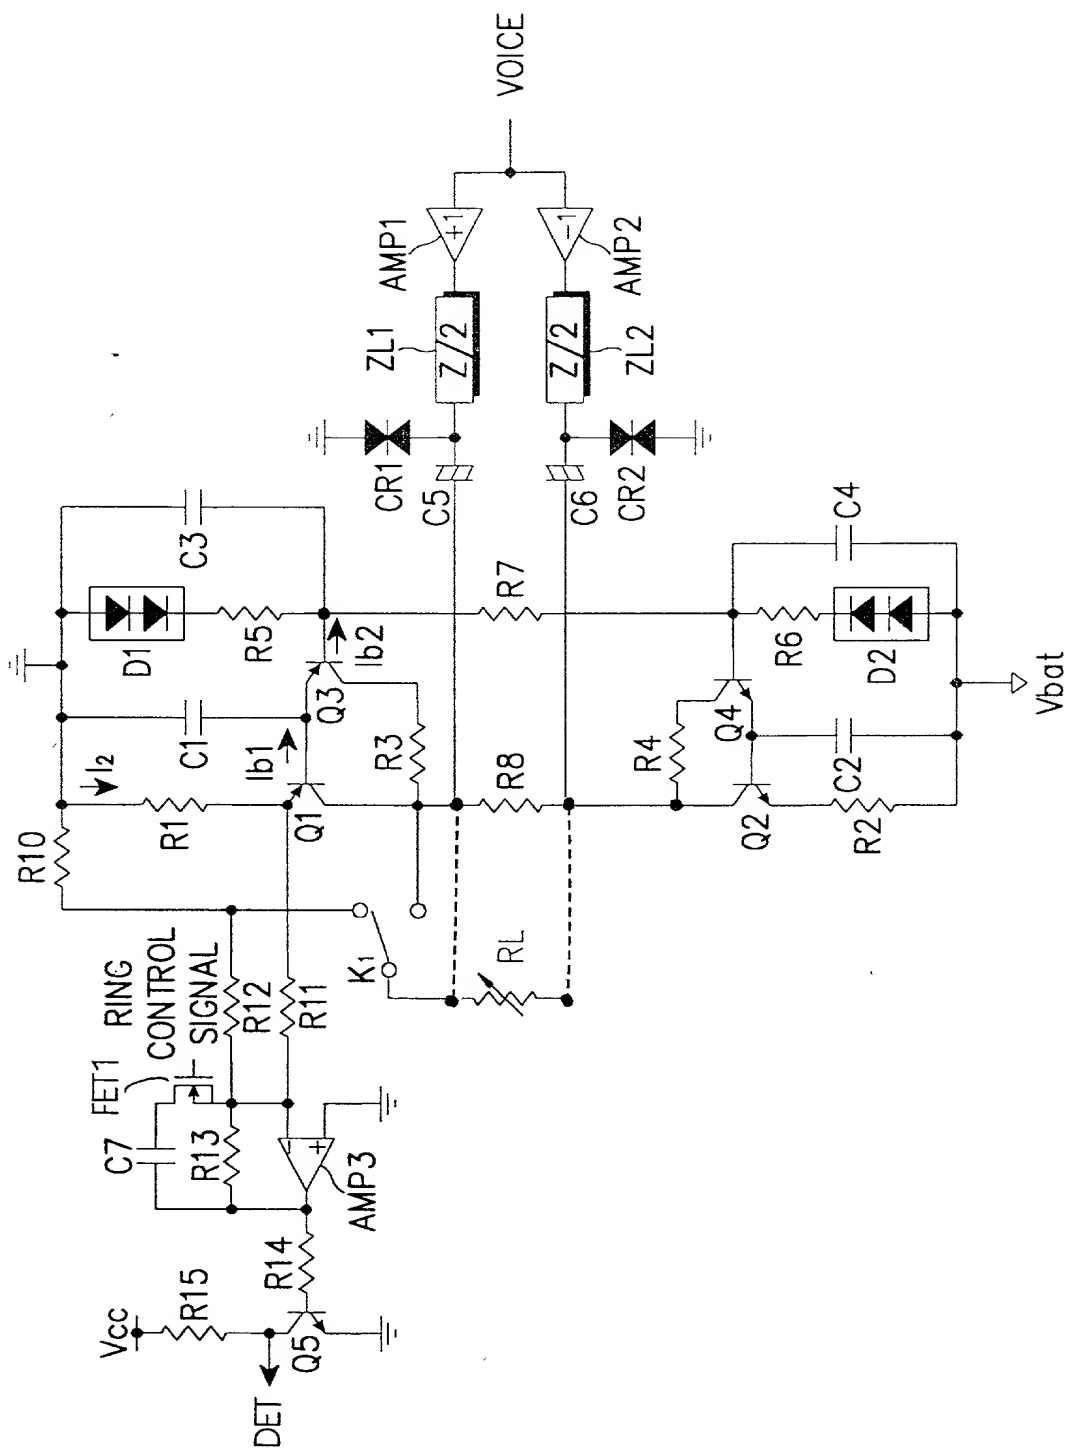 VOICE
AMP1
+1
AMP2
-1
ZL1
Z/2
Z/2
ZL2
CR1
C5
C6
CR2
C3
C4
D1
R5
R7
R6
D2
Ib2
Q3
C1
Ib1
R3
R4
Q4
C2
Vbat
I2
R1
Q1
R8
Q2
R2
R10
K1
RL
RING
CONTROL
SIGNAL
R12
R11
FET1
C7
R13
-
+
AMP3
R14
R15
Vcc
Q5
DET